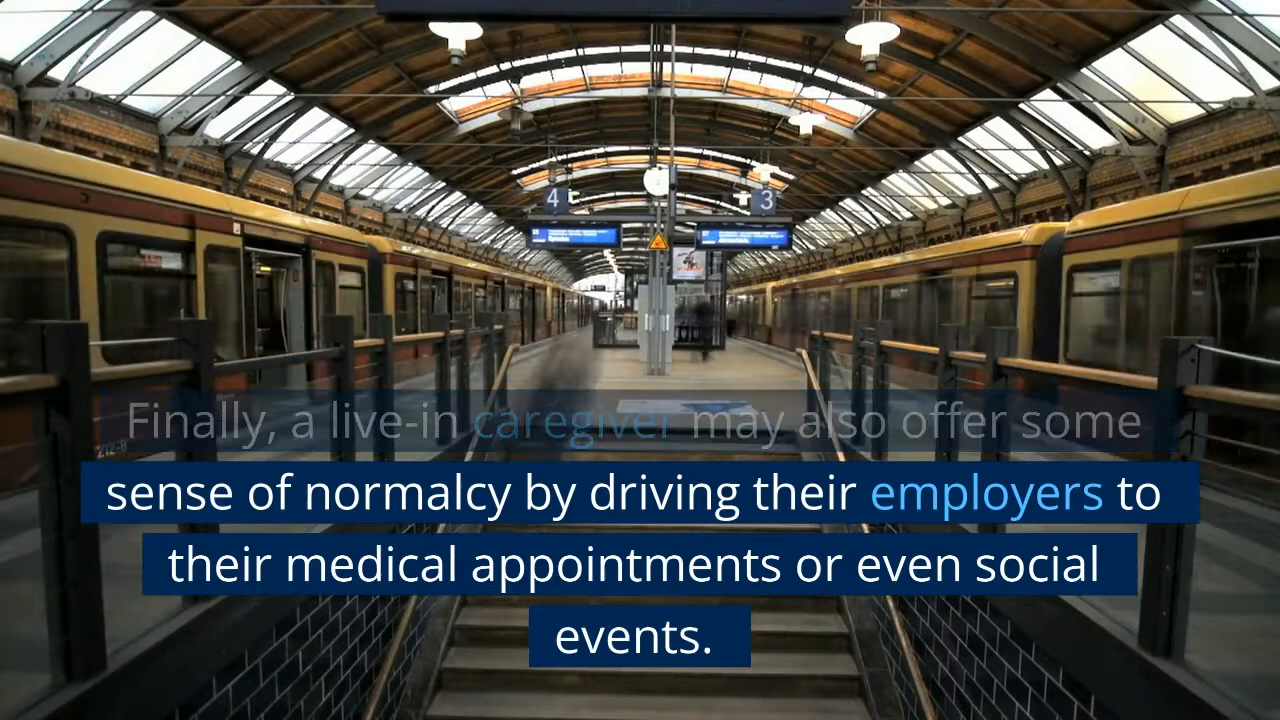 4
3
Finally, a live-in caregiver may also offer some
sense of normalcy by driving their employers to
their medical appointments or even social
events.